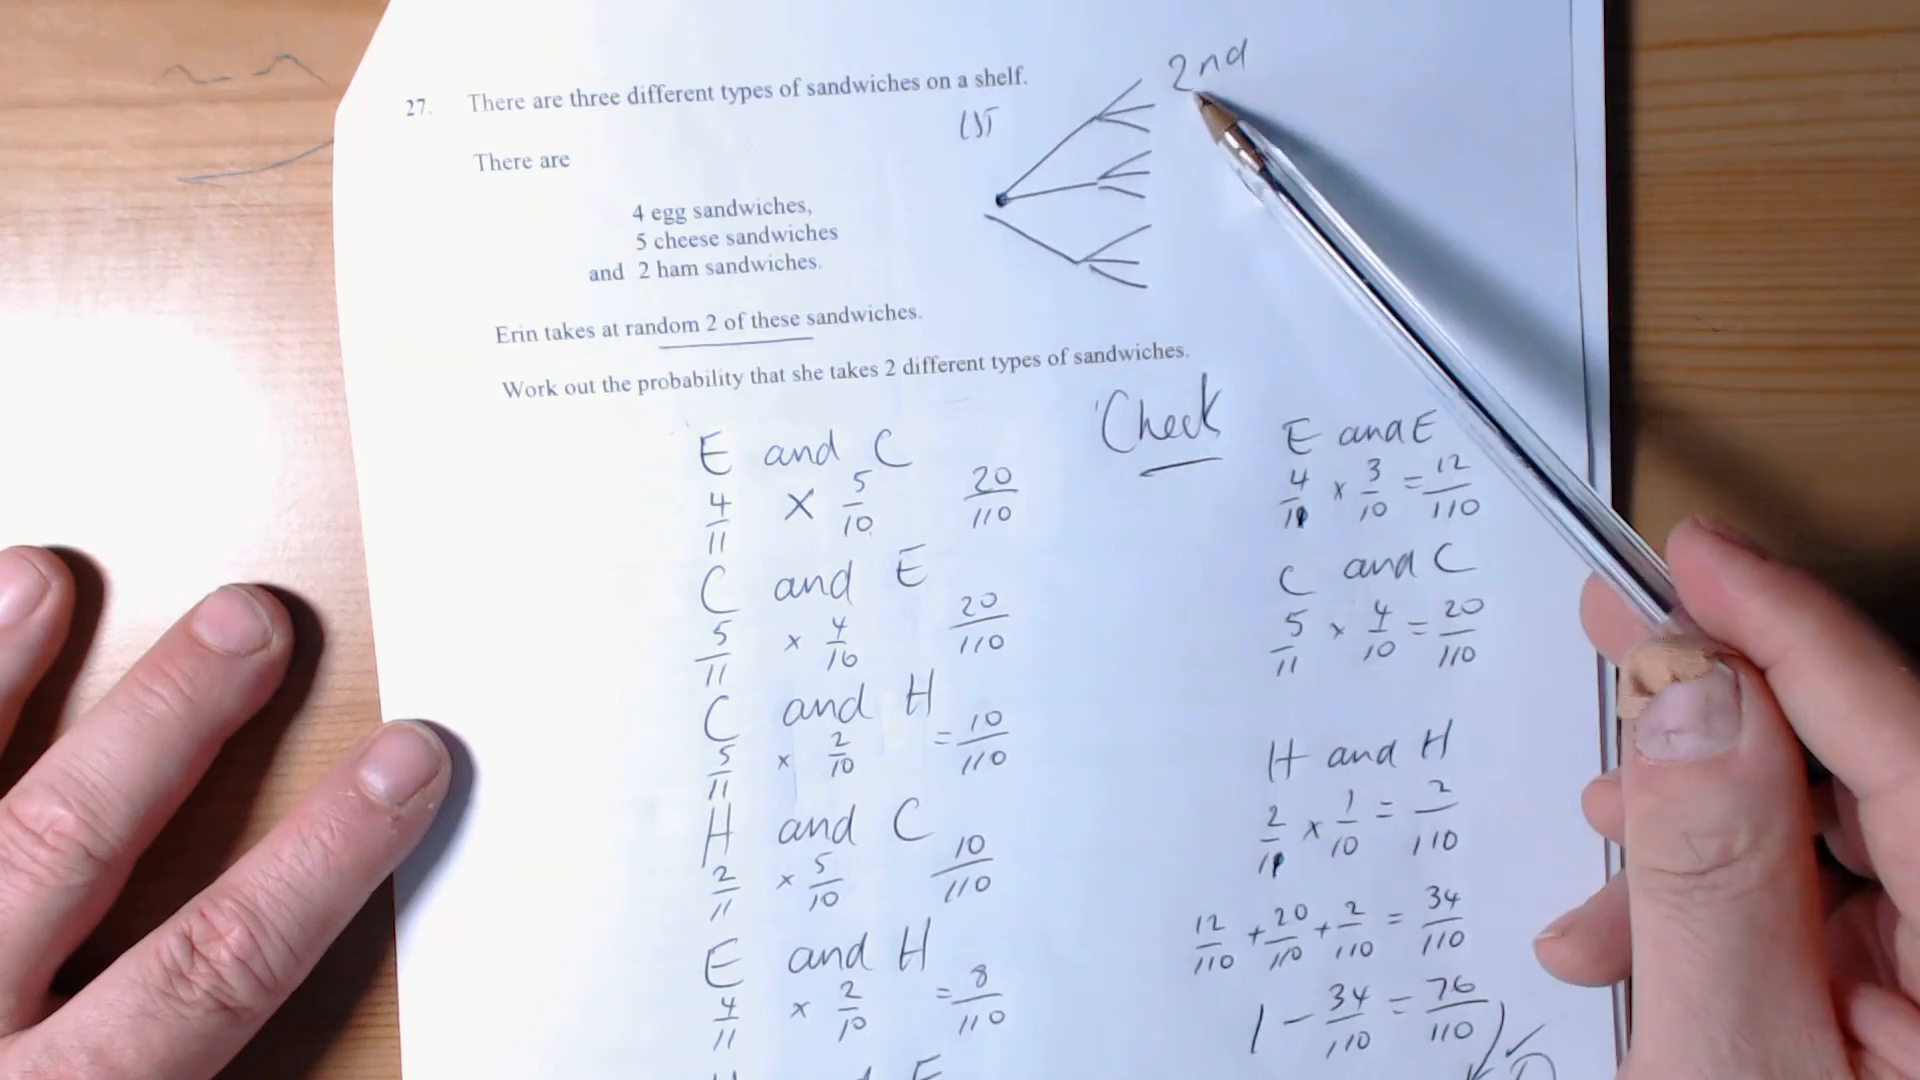 27. There are three different types of sandwiches on a shelf.
1ST
2nd
There are
4 egg sandwiches,
5 cheese sandwiches
and 2 ham sandwiches.
Erin takes at random 2 of these sandwiches.
Work out the probability that she takes 2 different types of sandwiches.
E and C
4/11 × 5/10 20/110
C and E
5/11 × 4/10 20/110
C and H
5/11 × 2/10 = 10/110
H and C
2/11 × 5/10 10/110
E and H
4/11 × 2/10 = 8/110
H and E
Check
E and E
4/11 × 3/10 = 12/110
C and C
5/11 × 4/10 = 20/110
H and H
2/11 × 1/10 = 2/110
12/110 + 20/110 + 2/110 = 34/110
1 - 34/110 = 76/110